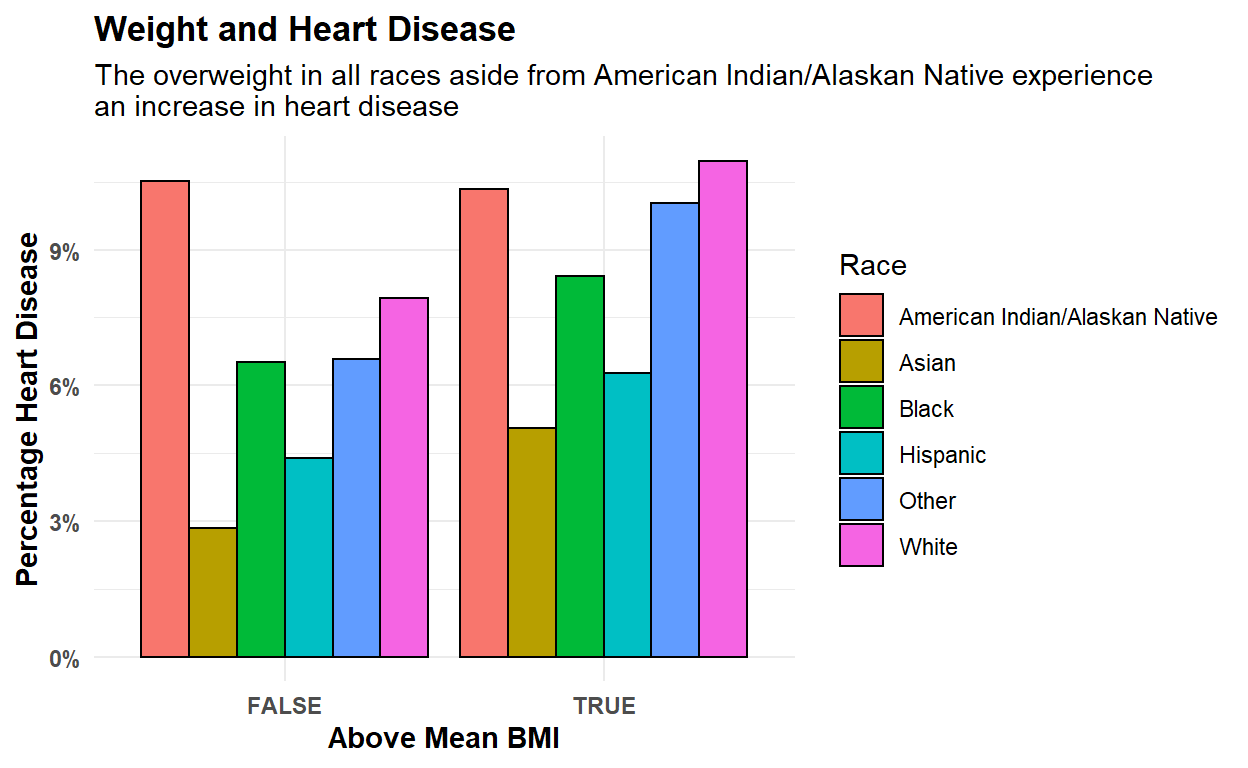 Weight and Heart Disease
The overweight in all races aside from American Indian/Alaskan Native experience
an increase in heart disease
Percentage Heart Disease
9%
6%
3%
0%
FALSE
TRUE
Above Mean BMI
Race
American Indian/Alaskan Native
Asian
Black
Hispanic
Other
White